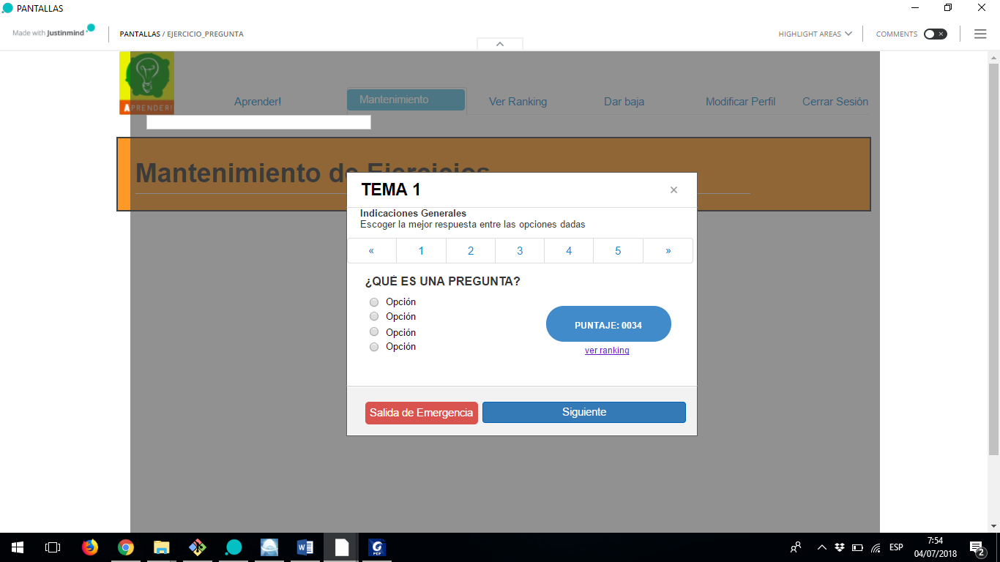 PANTALLAS
Made with Justinmind
PANTALLAS / EJERCICIO_PREGUNTA
HIGHLIGHT AREAS
COMMENTS
APRENDER!
Aprender!
Mantenimiento
Ver Ranking
Dar baja
Modificar Perfil
Cerrar Sesión
Mantenimiento de Ejercicios
TEMA 1
×
Indicaciones Generales
Escoger la mejor respuesta entre las opciones dadas
« 1 2 3 4 5 »
¿QUÉ ES UNA PREGUNTA?
Opción
Opción
Opción
Opción
PUNTAJE: 0034
ver ranking
Salida de Emergencia
Siguiente
ESP
7:54
04/07/2018
2